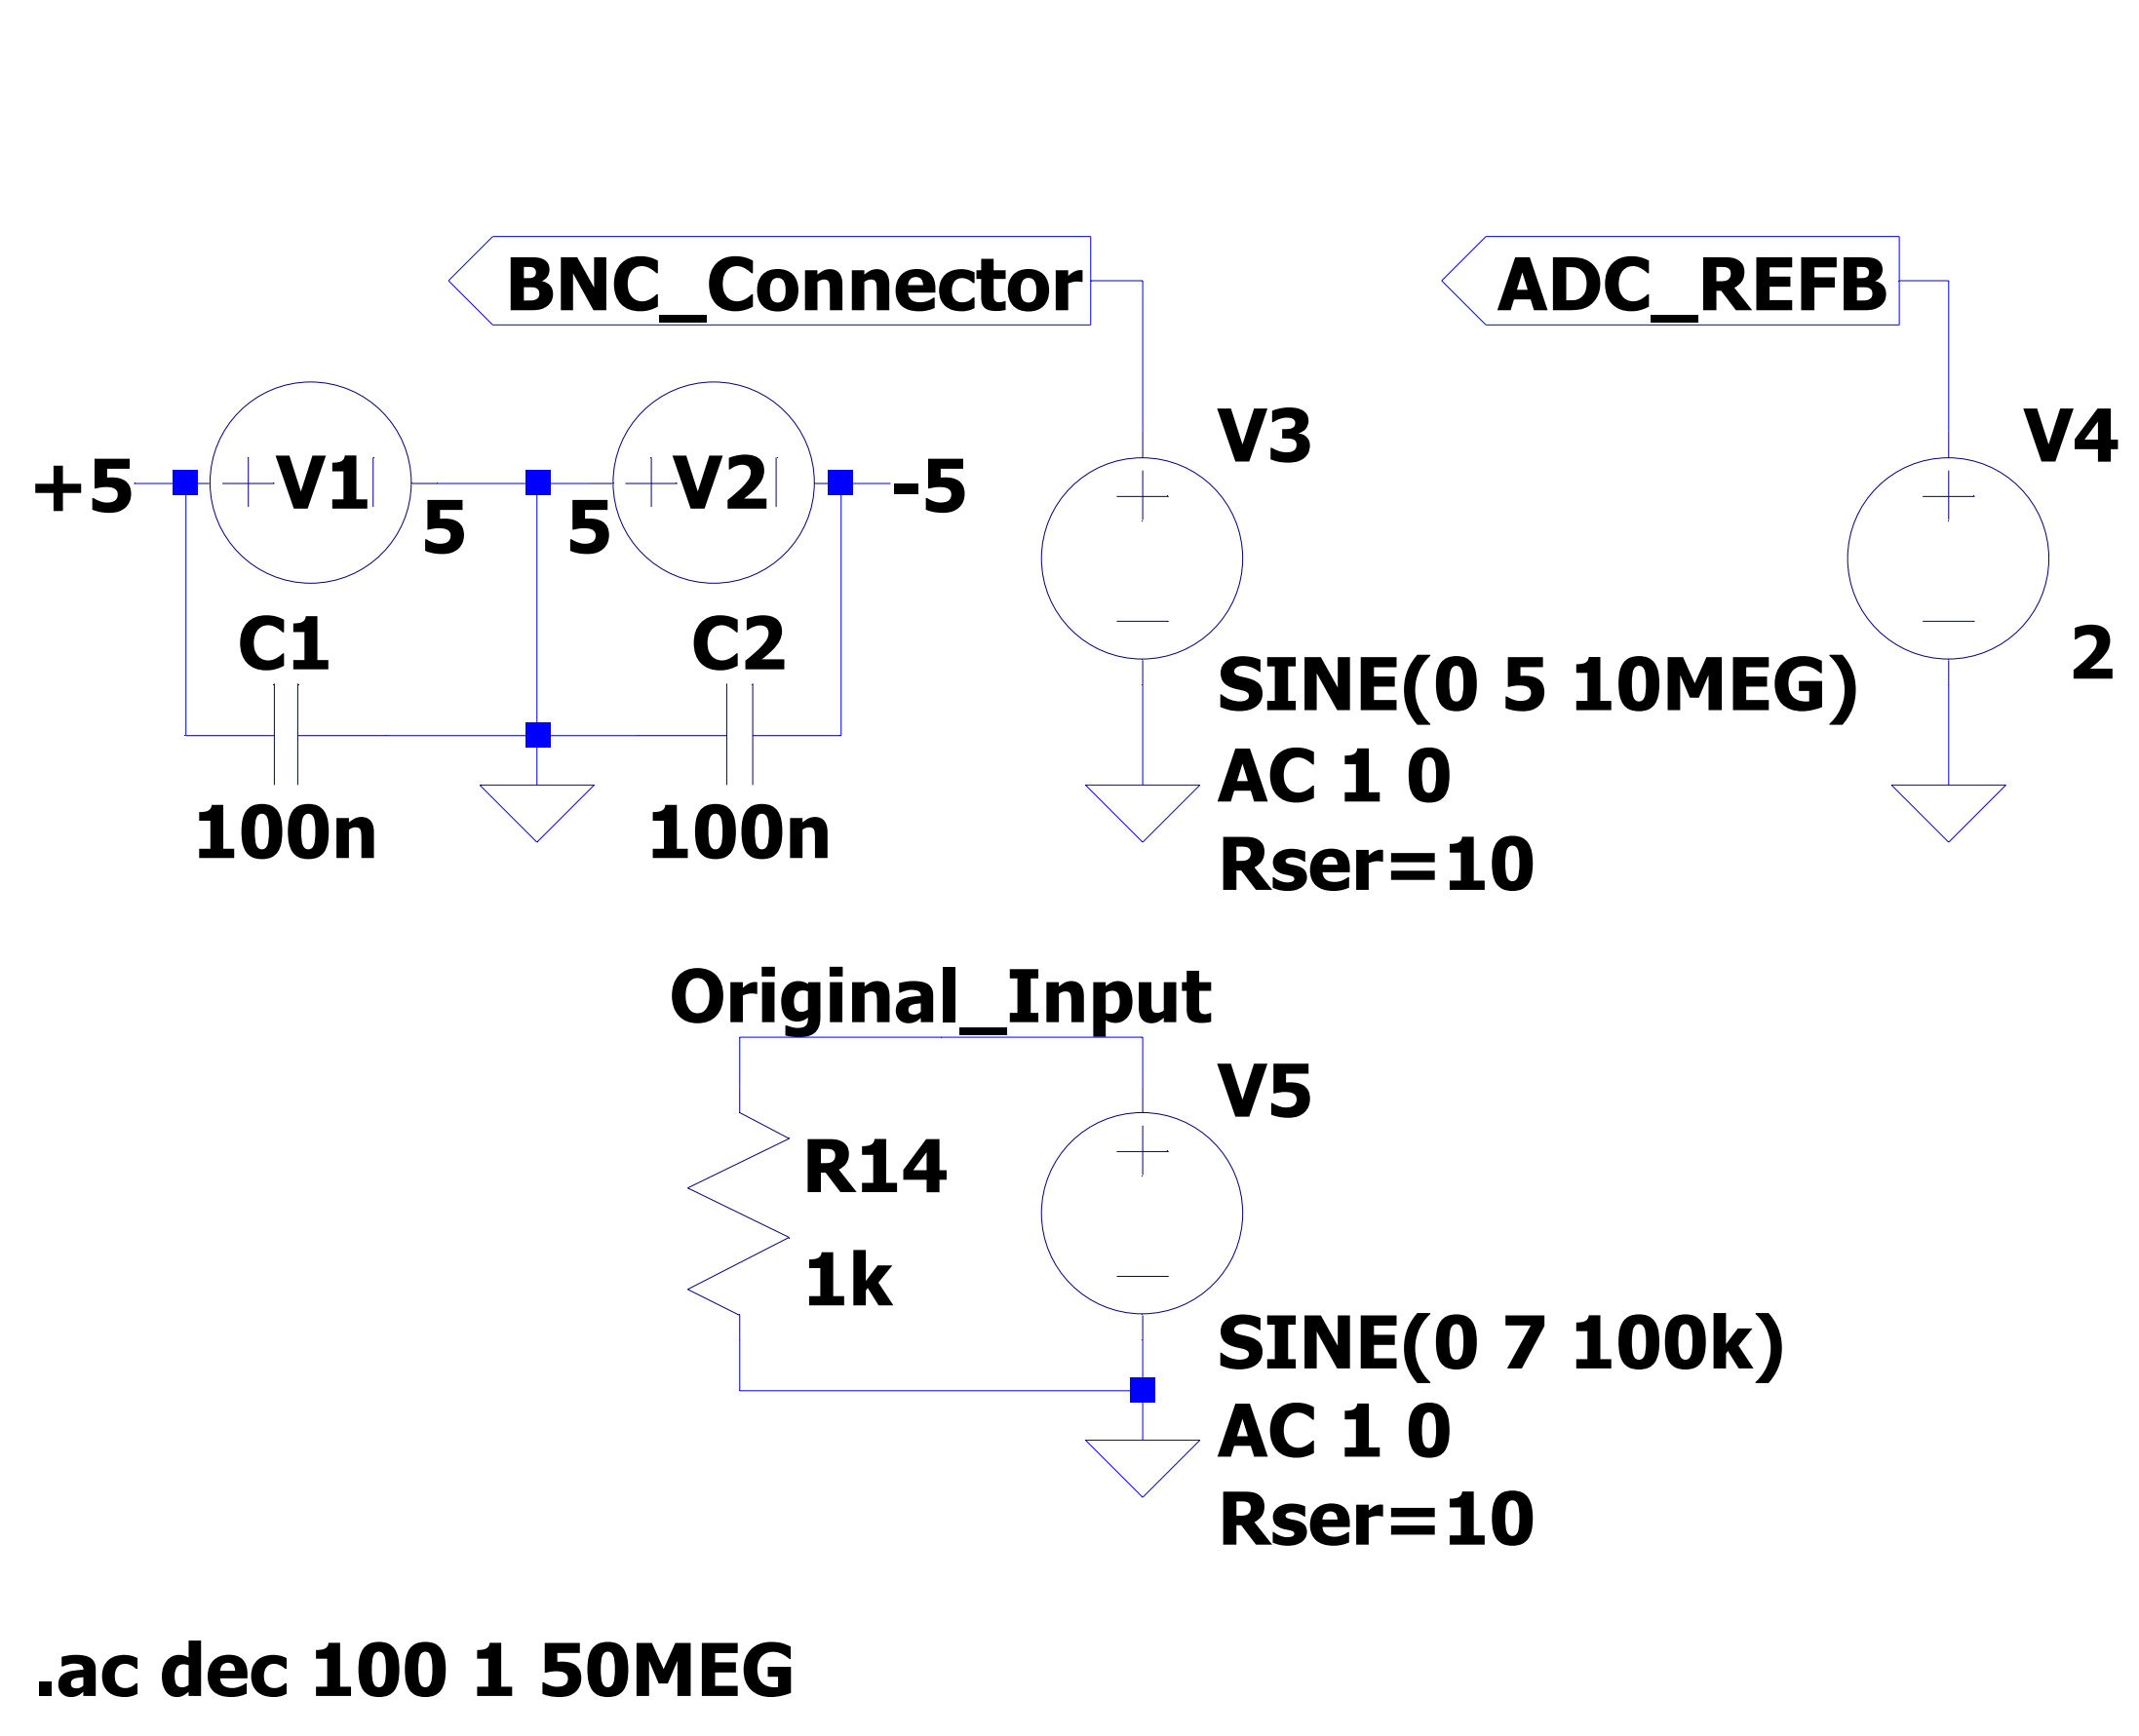 BNC_Connector
ADC_REFB
V3
V4
+5
V1
5
5
V2
-5
C1
C2
100n
100n
SINE(0 5 10MEG)
AC 1 0
Rser=10
2
Original_Input
V5
R14
1k
SINE(0 7 100k)
AC 1 0
Rser=10
.ac dec 100 1 50MEG